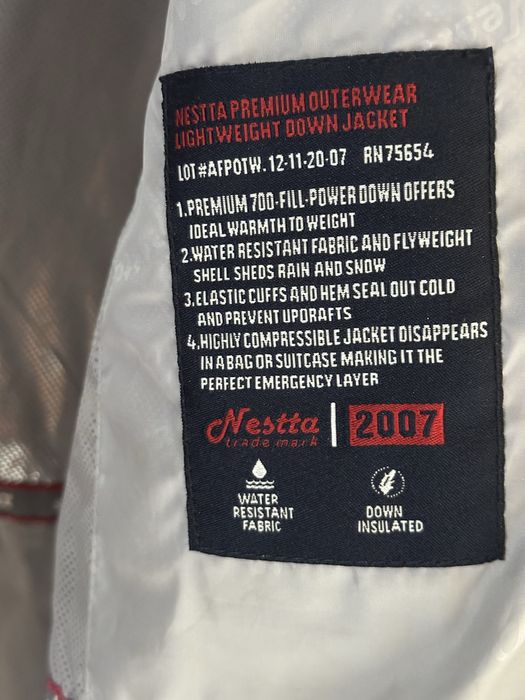 NESTTA PREMIUM OUTERWEAR
LIGHTWEIGHT DOWN JACKET
LOT #AFPOTW. 12-11-20-07 RN75654
1.PREMIUM 700-FILL-POWER DOWN OFFERS
IDEAL WARMTH TO WEIGHT
2.WATER RESISTANT FABRIC AND FLYWEIGHT
SHELL SHEDS RAIN AND SNOW
3.ELASTIC CUFFS AND HEM SEAL OUT COLD
AND PREVENT UPORAFTS
4.HIGHLY COMPRESSIBLE JACKET DISAPPEARS
IN A BAG OR SUITCASE MAKING IT THE
PERFECT EMERGENCY LAYER
Nestta | 2007
trade mark
WATER
RESISTANT
FABRIC
DOWN
INSULATED